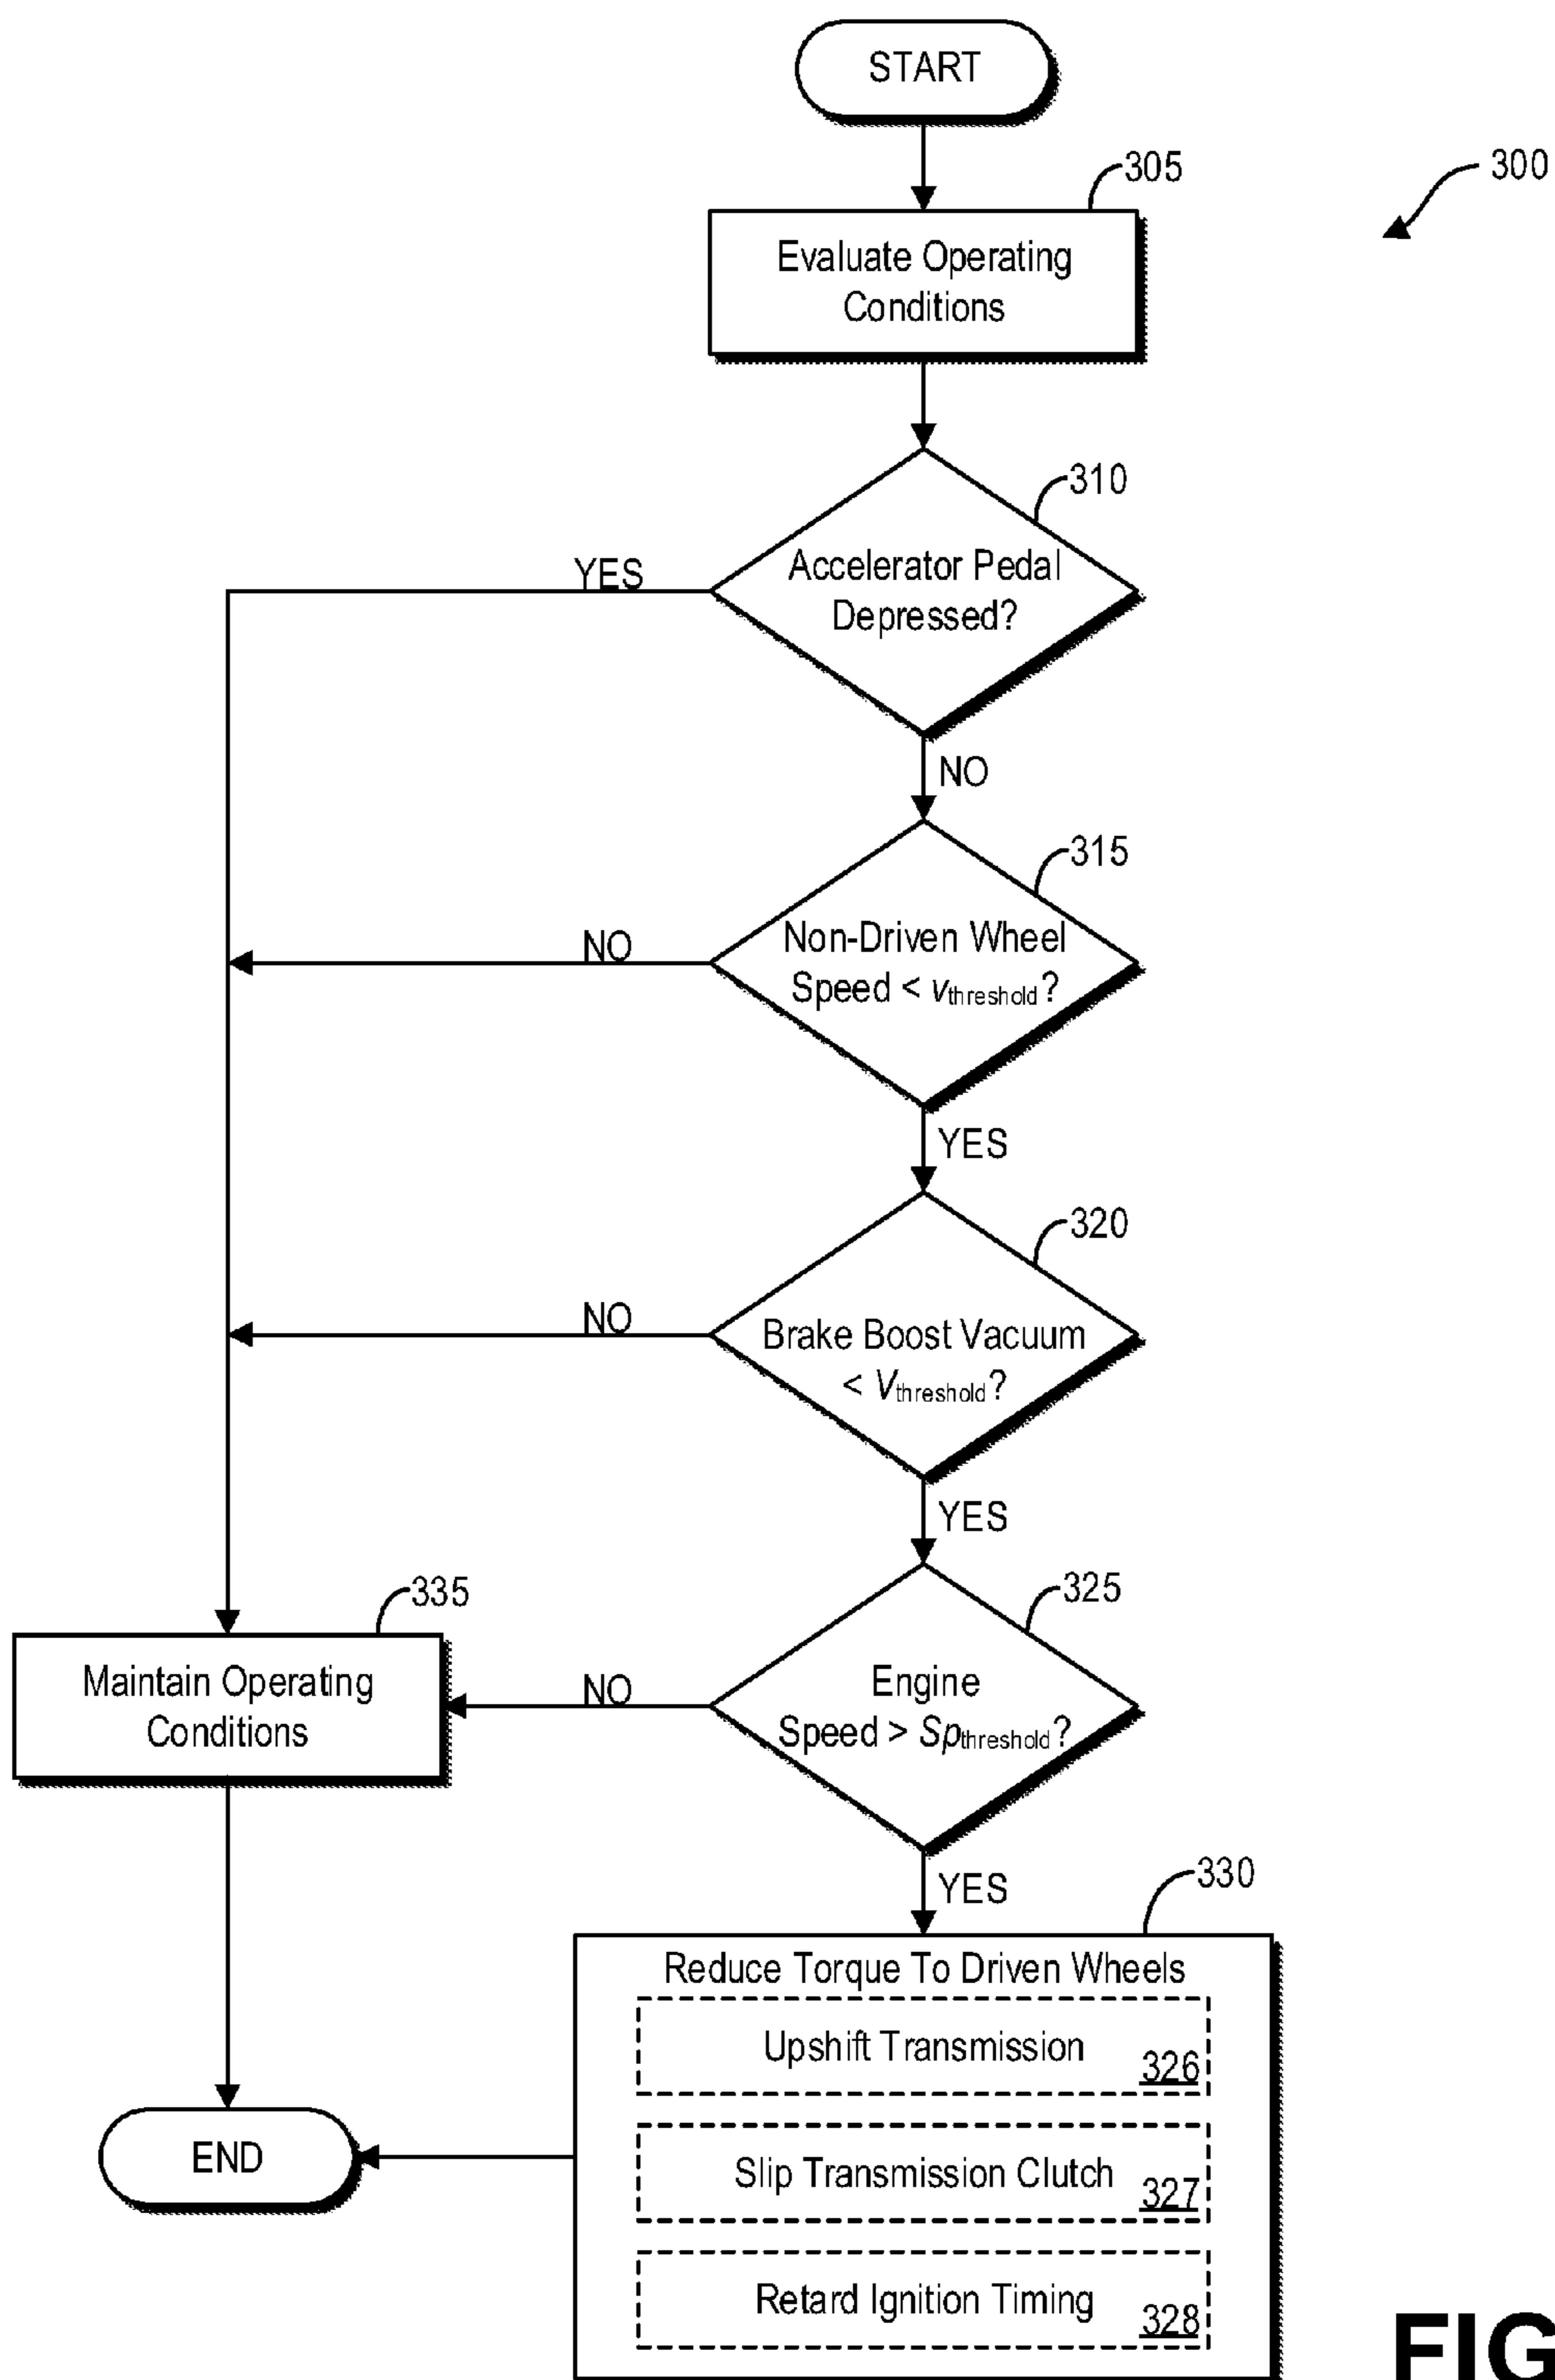 START
305
300
Evaluate Operating
Conditions
310
Accelerator Pedal
Depressed?
YES
NO
315
Non-Driven Wheel
Speed < vthreshold?
NO
YES
320
Brake Boost Vacuum
< Vthreshold?
NO
YES
325
335
Engine
Speed > Spthreshold?
NO
Maintain Operating
Conditions
YES
330
Reduce Torque To Driven Wheels
Upshift Transmission 326
Slip Transmission Clutch 327
END
Retard Ignition Timing 328
FIG